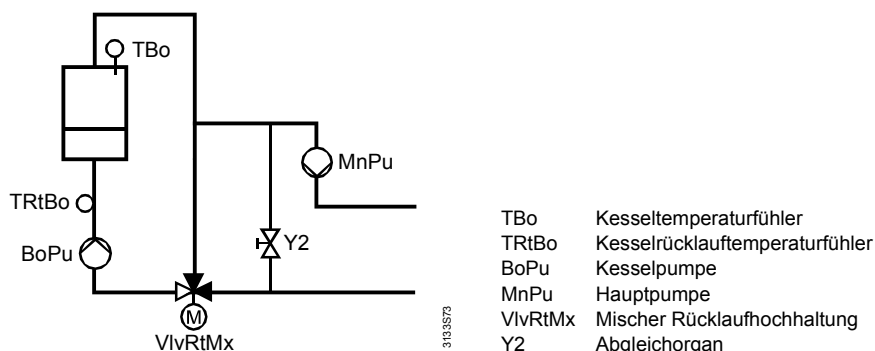 TBo
MnPu
TRtBo
BoPu
Y2
M
VlvRtMx
3133S73
TBo Kesseltemperaturfühler
TRtBo Kesselrücklauftemperaturfühler
BoPu Kesselpumpe
MnPu Hauptpumpe
VlvRtMx Mischer Rücklaufhochhaltung
Y2 Abgleichorgan